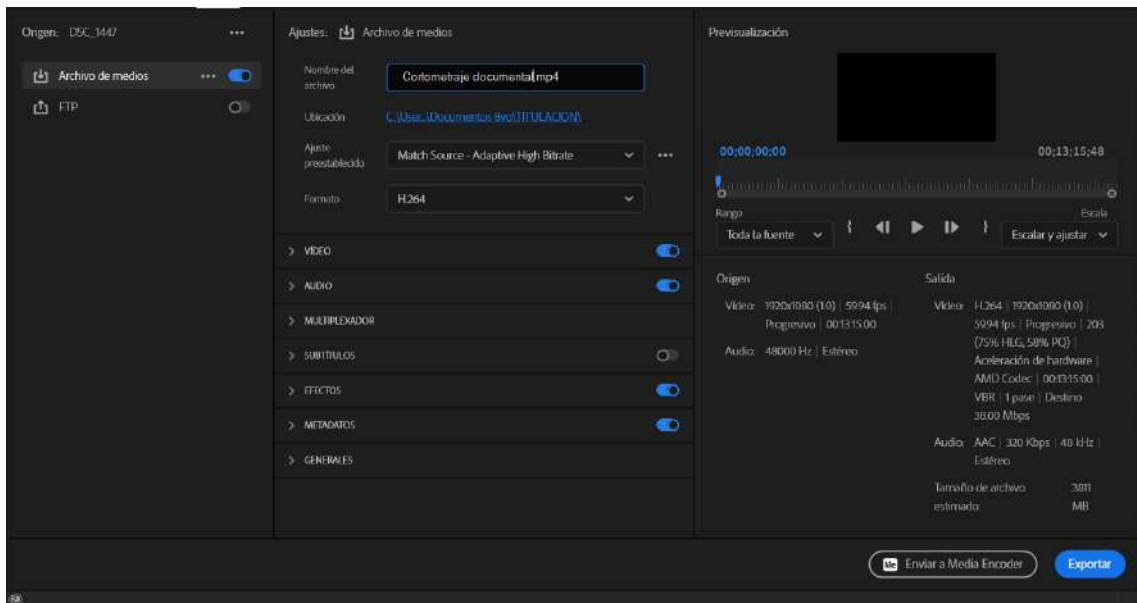 Origen: DSC_1447
Archivo de medios
FTP
Ajustes: Archivo de medios
Nombre del
archivo
Cortometraje documental.mp4
Ubicación
C:\User...\Documentos 8vo\TITULACION\
Ajuste
preestablecido
Match Source - Adaptive High Bitrate
Formato
H.264
VÍDEO
AUDIO
MULTIPLEXADOR
SUBTÍTULOS
EFECTOS
METADATOS
GENERALES
Previsualización
00;00;00;00
00;13;15;48
Rango
Escala
Toda la fuente
Escalar y ajustar
Origen
Vídeo: 1920x1080 (1.0) | 59.94 fps |
Progresivo | 00:13:15:00
Audio: 48000 Hz | Estéreo
Salida
Vídeo: H.264 | 1920x1080 (1.0) |
59.94 fps | Progresivo | 203
(75% HLG, 58% PQ) |
Aceleración de hardware |
AMD Codec | 00:13:15:00 |
VBR | 1 paso | Destino
38.00 Mbps
Audio: AAC | 320 Kbps | 48 kHz |
Estéreo
Tamaño de archivo
estimado:
3811
MB
Me Enviar a Media Encoder
Exportar